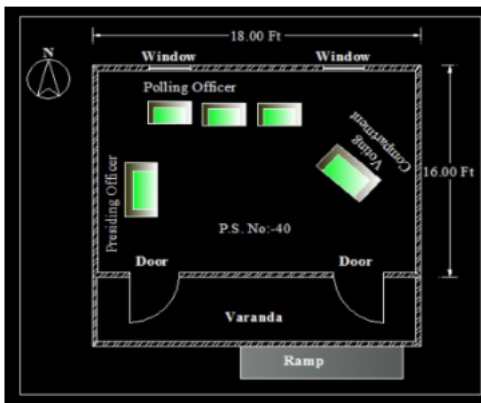 18.00 Ft
N
Window
Window
Polling Officer
Voting
Compartment
16.00 Ft
Presiding Officer
P.S. No:-40
Door
Door
Varanda
Ramp